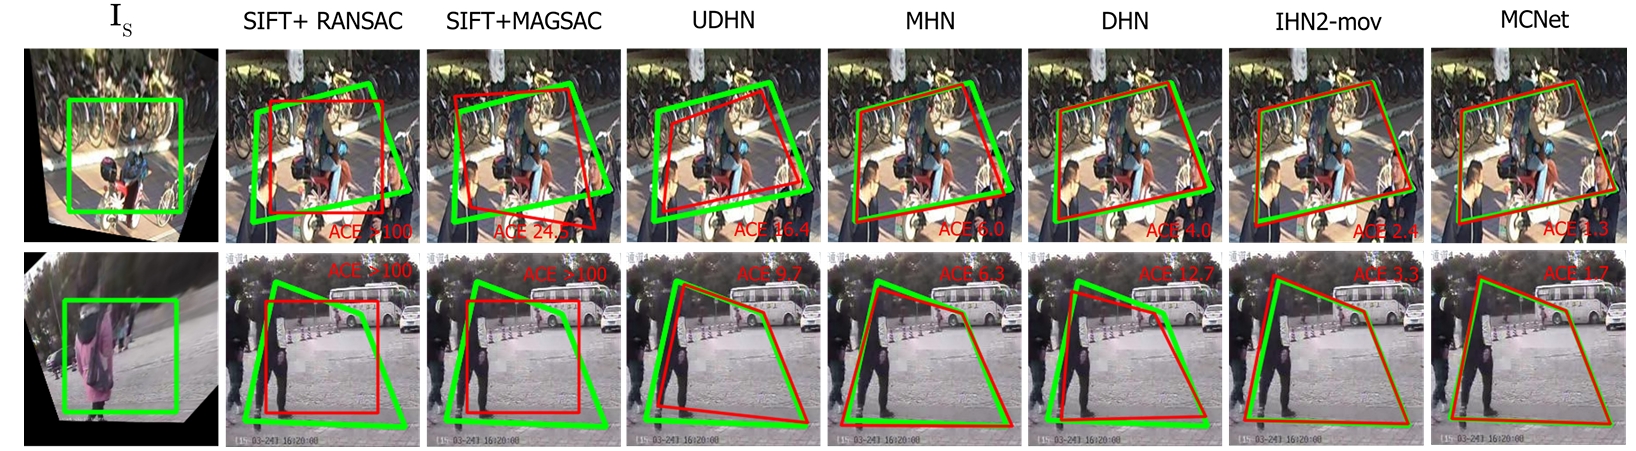 I_S SIFT+ RANSAC SIFT+MAGSAC UDHN MHN DHN IHN2-mov MCNet
ACE >100 ACE 24.5 ACE 16.4 ACE 6.0 ACE 4.0 ACE 2.4 ACE 1.3
ACE >100 ACE >100 ACE 9.7 ACE 6.3 ACE 12.7 ACE 3.3 ACE 1.7